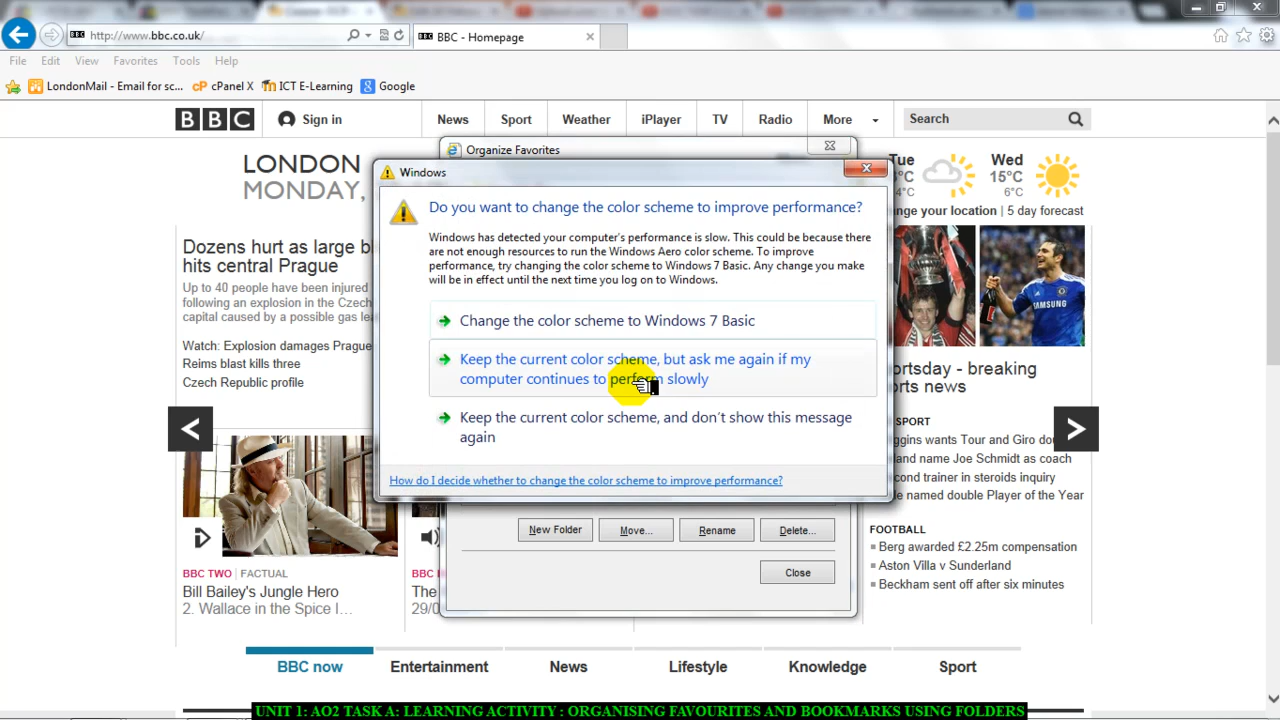 http://www.bbc.co.uk/
BBC - Homepage
File Edit View Favorites Tools Help
LondonMail - Email for sc... cPanel X ICT E-Learning Google
BBC Sign in News Sport Weather iPlayer TV Radio More Search
Organize Favorites
LONDON
MONDAY,
Tue Wed
°C 15°C
4°C 6°C
nge your location | 5 day forecast
Windows
Do you want to change the color scheme to improve performance?
Windows has detected your computer's performance is slow. This could be because there
are not enough resources to run the Windows Aero color scheme. To improve
performance, try changing the color scheme to Windows 7 Basic. Any change you make
will be in effect until the next time you log on to Windows.
Change the color scheme to Windows 7 Basic
Keep the current color scheme, but ask me again if my
computer continues to perform slowly
Keep the current color scheme, and don't show this message
again
How do I decide whether to change the color scheme to improve performance?
Dozens hurt as large bl
hits central Prague
Up to 40 people have been injured
following an explosion in the Czech
capital caused by a possible gas lea
Watch: Explosion damages Prague
Reims blast kills three
Czech Republic profile
SAMSUNG
ortsday - breaking
orts news
SPORT
ggins wants Tour and Giro dou
and name Joe Schmidt as coach
cond trainer in steroids inquiry
e named double Player of the Year
FOOTBALL
Berg awarded £2.25m compensation
Aston Villa v Sunderland
Beckham sent off after six minutes
New Folder Move... Rename Delete...
Close
BBC TWO | FACTUAL
Bill Bailey's Jungle Hero
2. Wallace in the Spice I...
The
29/0
BBC now Entertainment News Lifestyle Knowledge Sport
UNIT 1: AO2 TASK A: LEARNING ACTIVITY : ORGANISING FAVOURITES AND BOOKMARKS USING FOLDERS